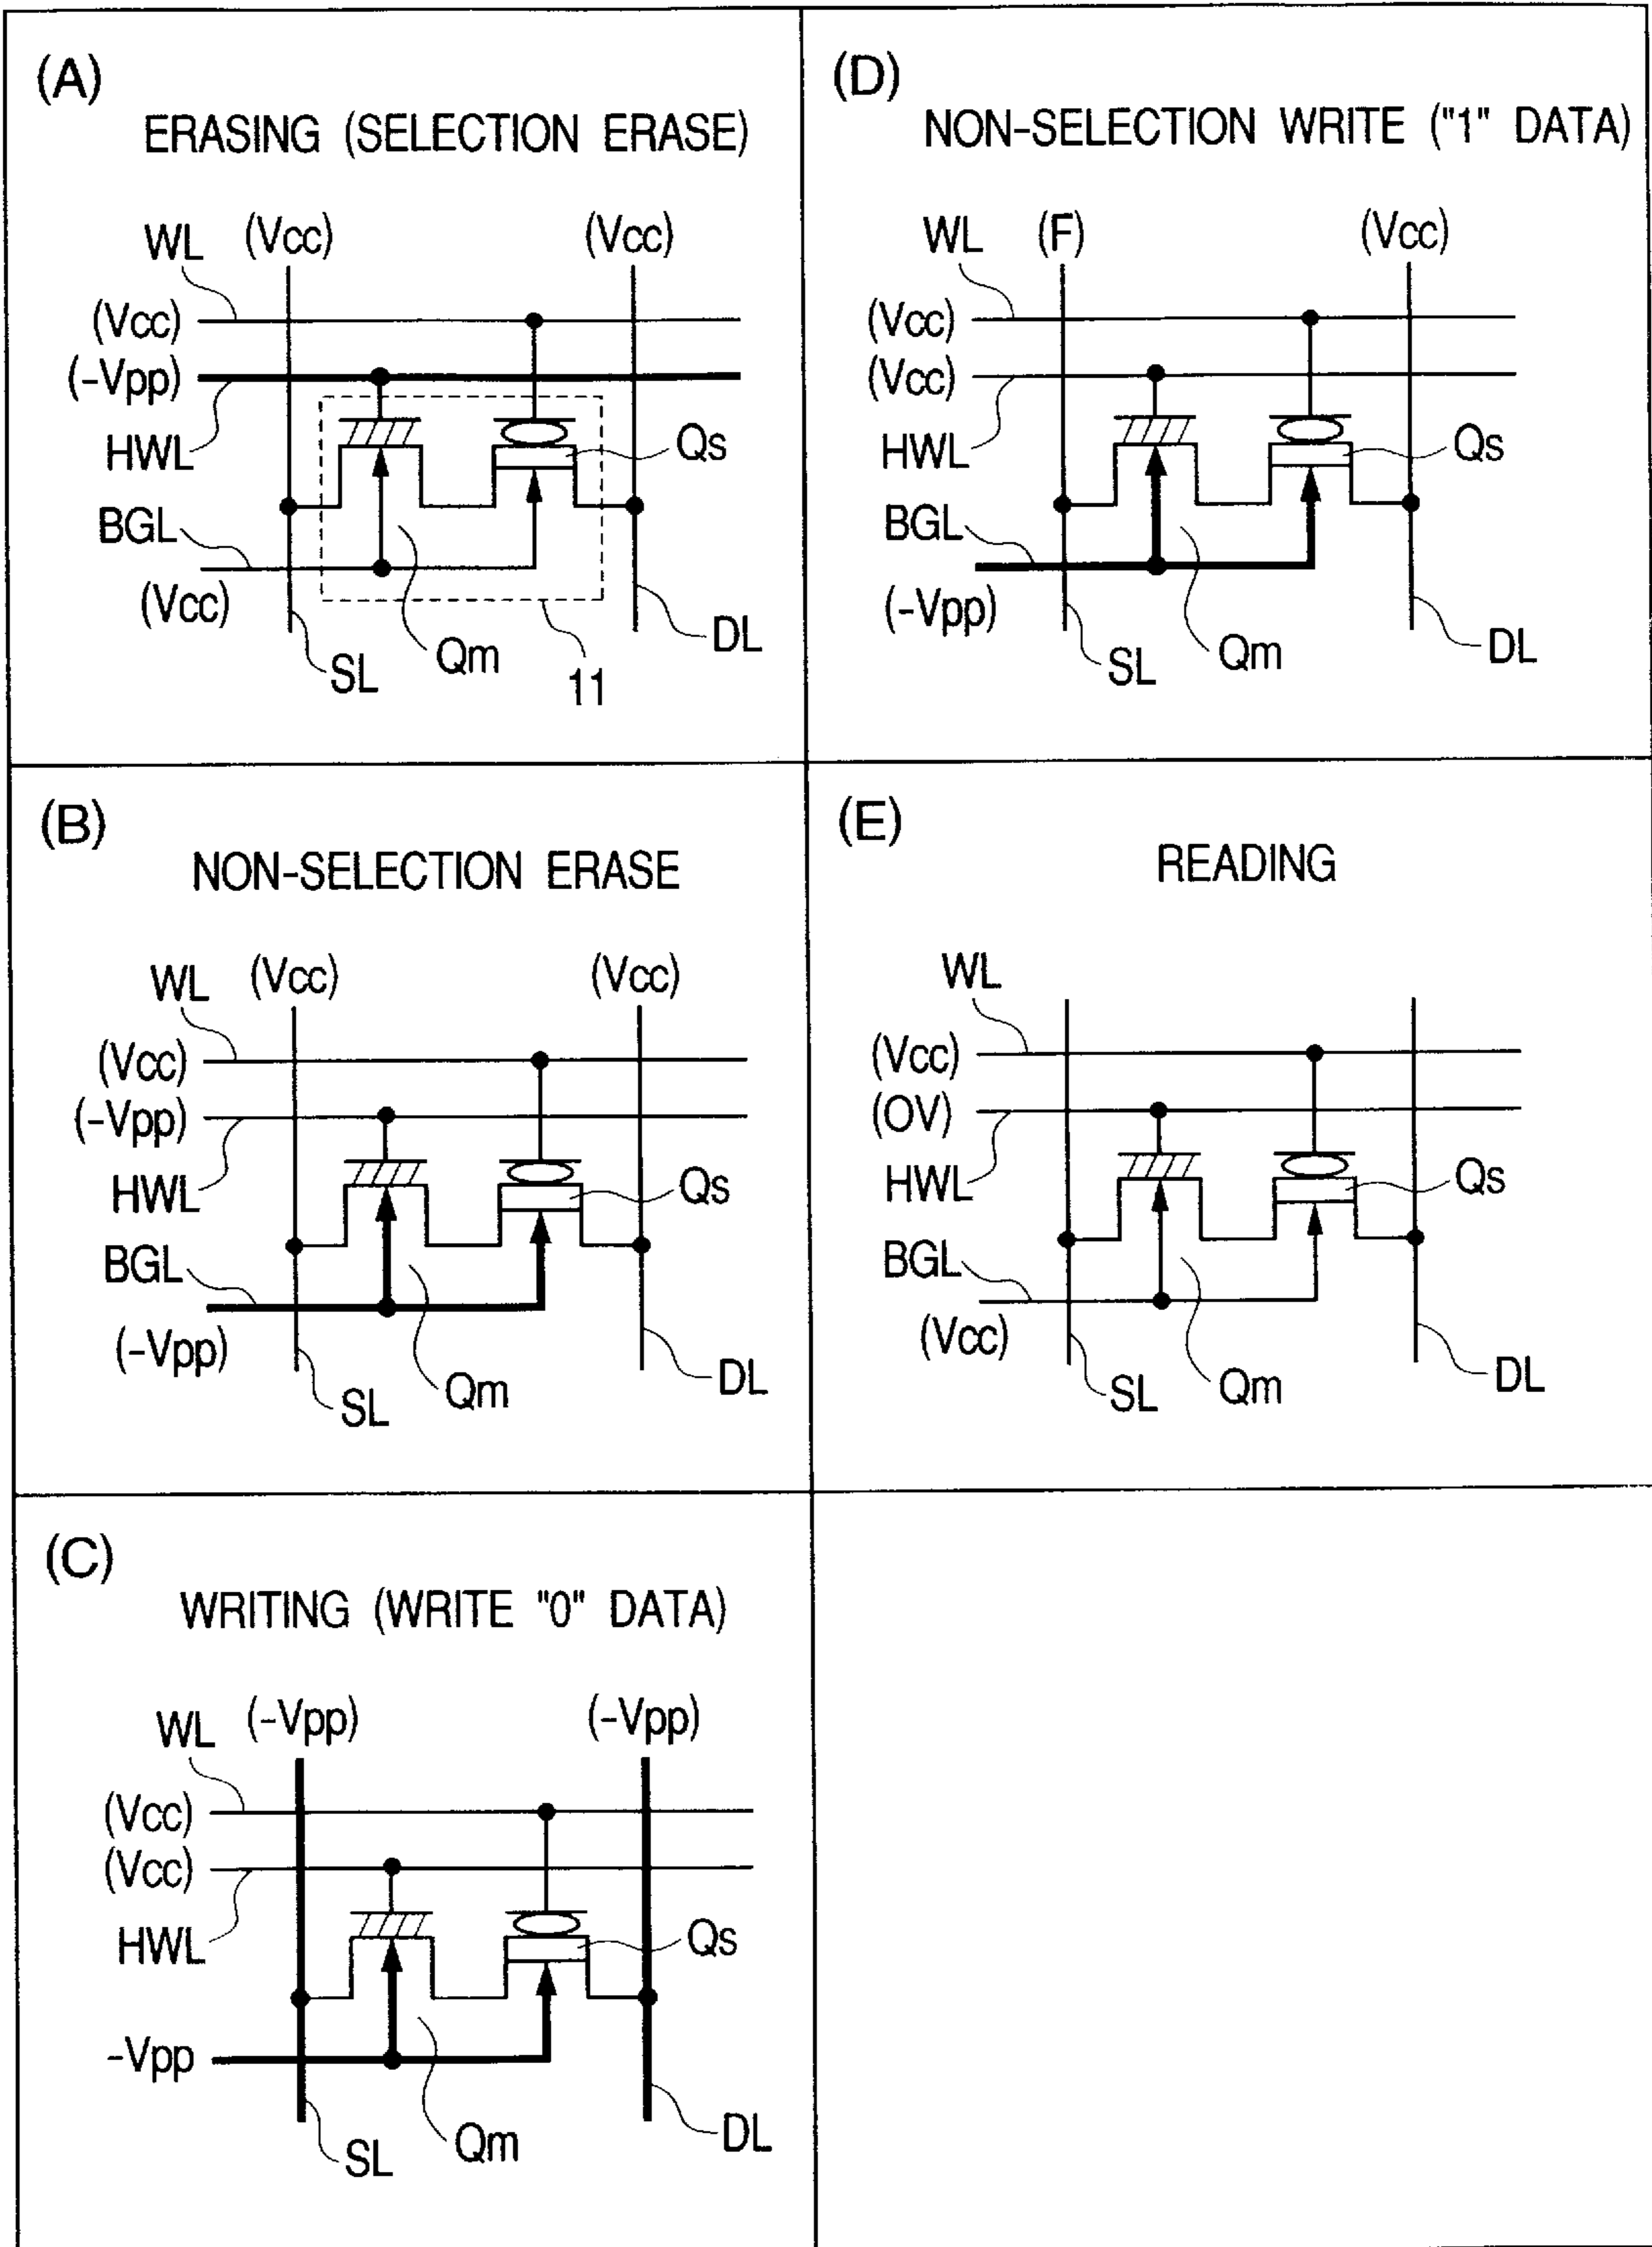 (A)
ERASING (SELECTION ERASE)
WL (Vcc) (Vcc)
(Vcc)
(-Vpp)
HWL Qs
BGL
(Vcc)
SL Qm 11 DL
(B)
NON-SELECTION ERASE
WL (Vcc) (Vcc)
(Vcc)
(-Vpp)
HWL Qs
BGL
(-Vpp)
SL Qm DL
(C)
WRITING (WRITE "0" DATA)
WL (-Vpp) (-Vpp)
(Vcc)
(Vcc)
HWL Qs
-Vpp
SL Qm DL
(D)
NON-SELECTION WRITE ("1" DATA)
WL (F) (Vcc)
(Vcc)
(Vcc)
HWL Qs
BGL
(-Vpp)
SL Qm DL
(E)
READING
WL
(Vcc)
(OV)
HWL Qs
BGL
(Vcc)
SL Qm DL